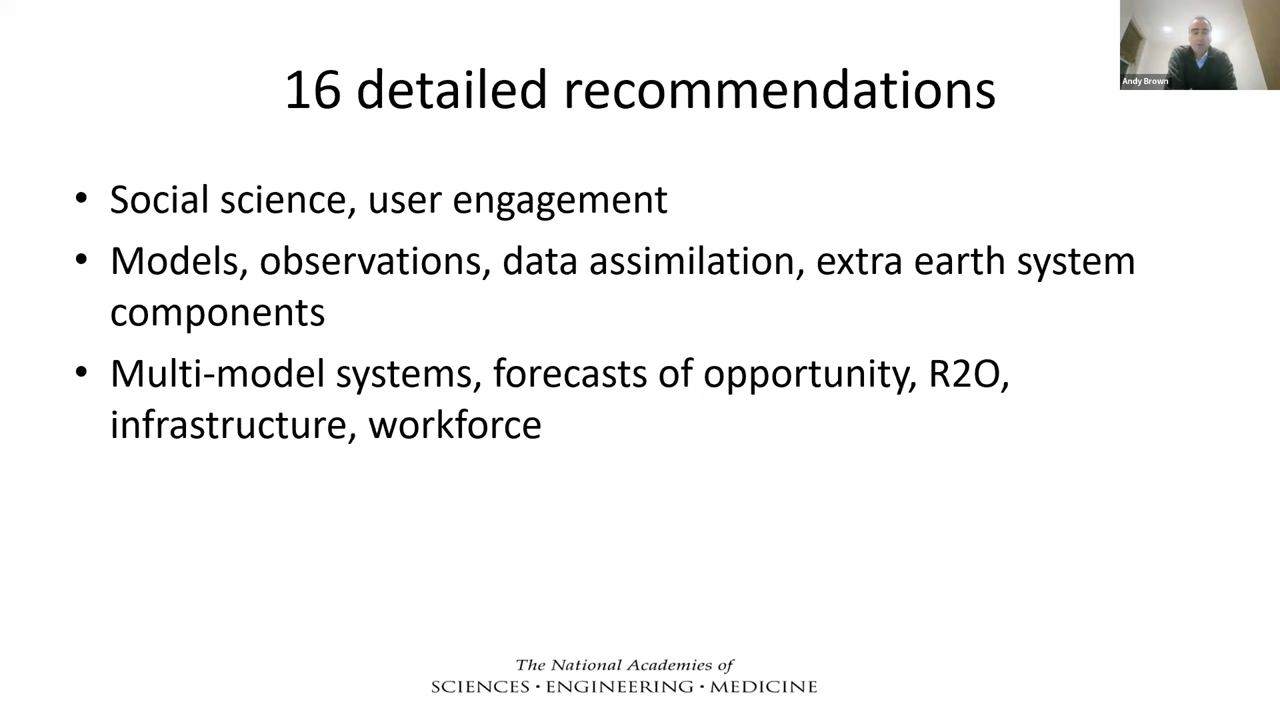 Andy Brown
16 detailed recommendations
• Social science, user engagement
• Models, observations, data assimilation, extra earth system
components
• Multi-model systems, forecasts of opportunity, R2O,
infrastructure, workforce
The National Academies of
SCIENCES · ENGINEERING · MEDICINE